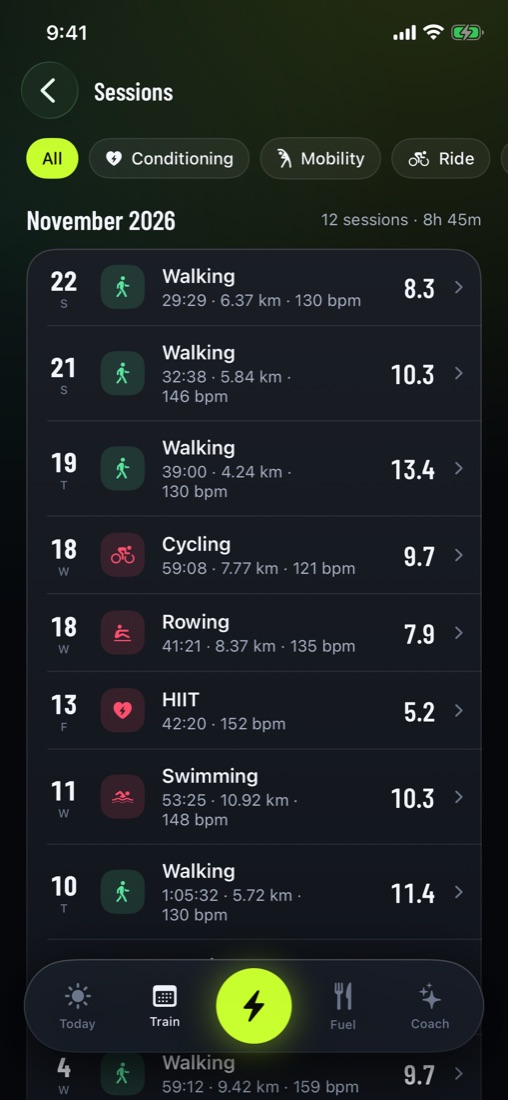 9:41
Sessions
All
Conditioning
Mobility
Ride
November 2026
12 sessions · 8h 45m
22
S
Walking
29:29 · 6.37 km · 130 bpm
8.3
21
S
Walking
32:38 · 5.84 km ·
146 bpm
10.3
19
T
Walking
39:00 · 4.24 km ·
130 bpm
13.4
18
W
Cycling
59:08 · 7.77 km · 121 bpm
9.7
18
W
Rowing
41:21 · 8.37 km · 135 bpm
7.9
13
F
HIIT
42:20 · 152 bpm
5.2
11
W
Swimming
53:25 · 10.92 km ·
148 bpm
10.3
10
T
Walking
1:05:32 · 5.72 km ·
130 bpm
11.4
Today
Train
Fuel
Coach
4
W
Walking
59:12 · 9.42 km · 159 bpm
9.7